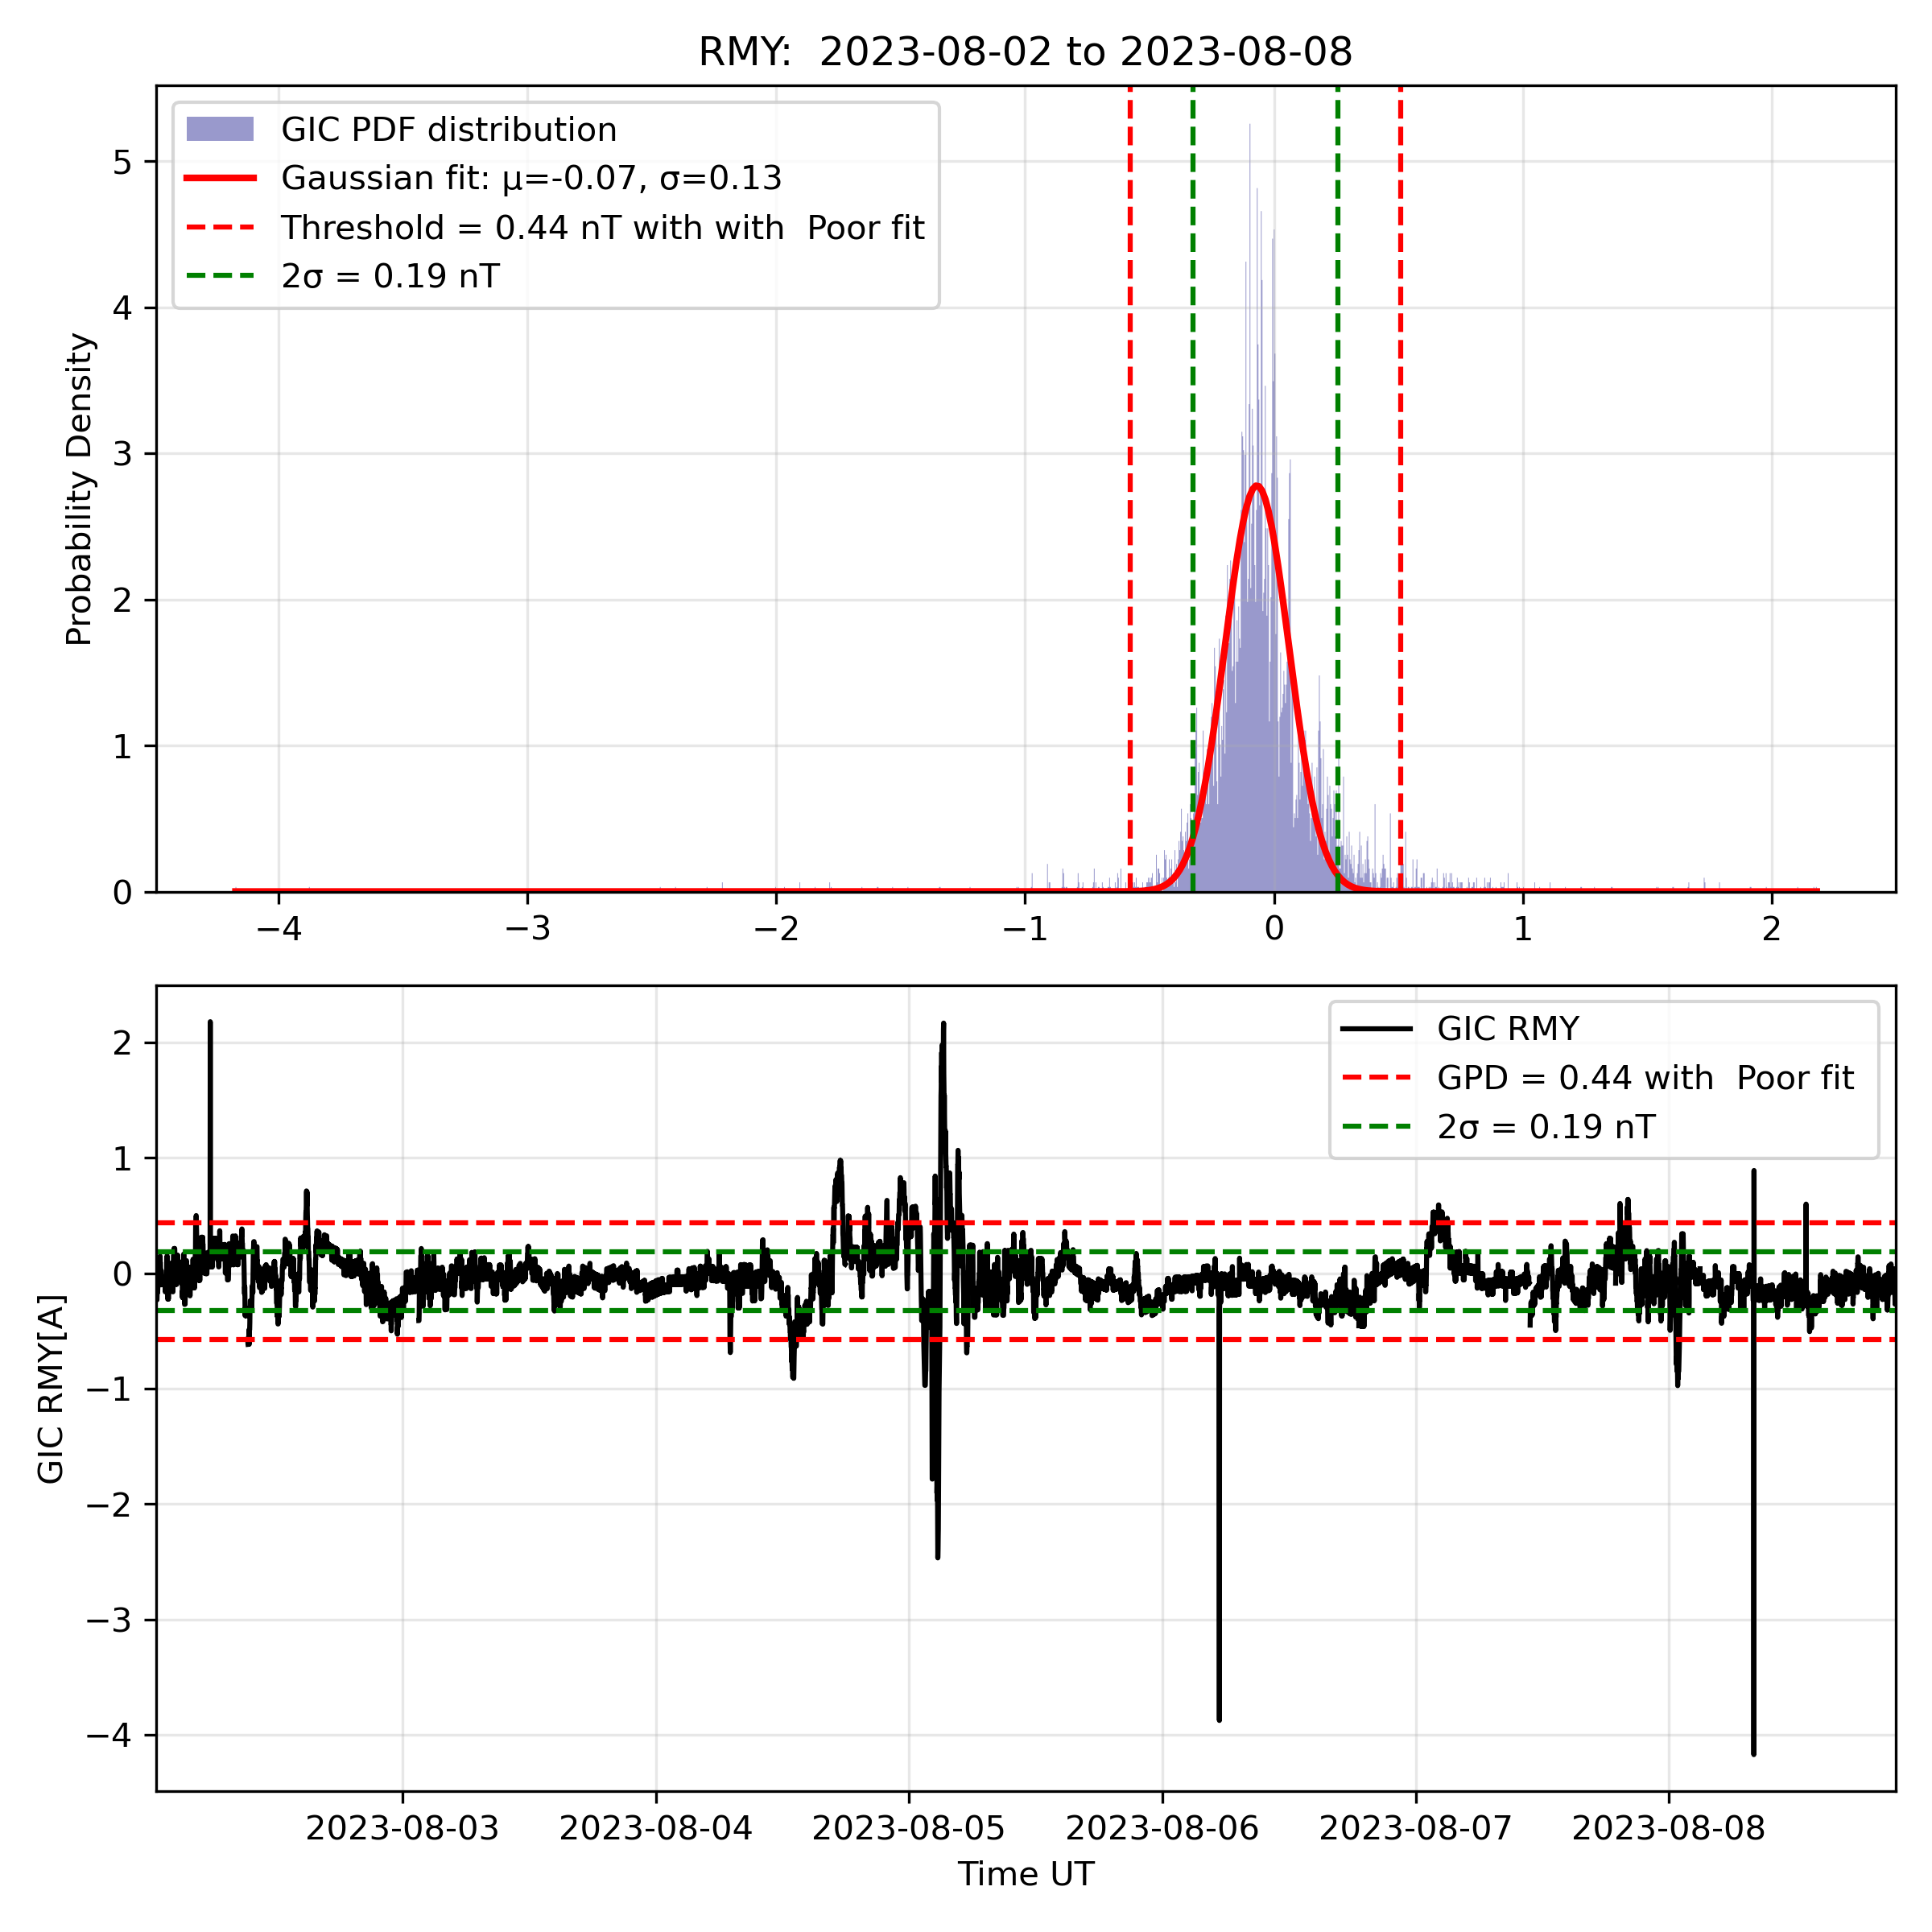 RMY:  2023-08-02 to 2023-08-08
GIC PDF distribution
Gaussian fit: μ=-0.07, σ=0.13
Threshold = 0.44 nT with with  Poor fit
2σ = 0.19 nT
Probability Density
5
4
3
2
1
0
−4
−3
−2
−1
0
1
2
GIC RMY
GPD = 0.44 with  Poor fit
2σ = 0.19 nT
GIC RMY[A]
2
1
0
−1
−2
−3
−4
2023-08-03
2023-08-04
2023-08-05
2023-08-06
2023-08-07
2023-08-08
Time UT